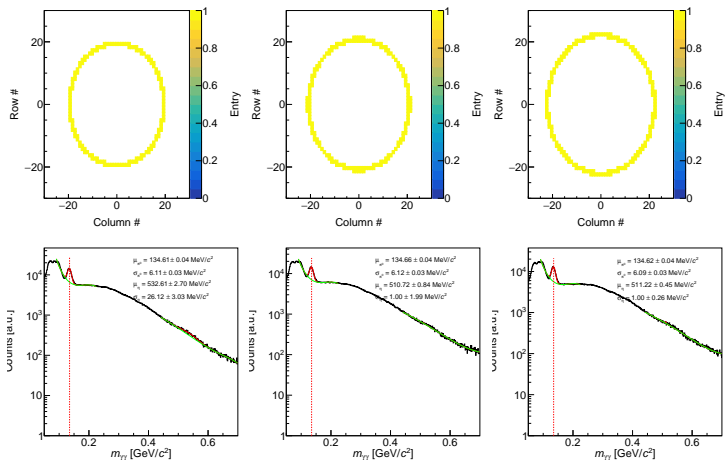 30
20
0
−20
−20 0 20
Row #
Column #
1
0.8
0.6
0.4
0.2
0
Entry
30
20
0
−20
−20 0 20
Row #
Column #
1
0.8
0.6
0.4
0.2
0
Entry
30
20
0
−20
−20 0 20
Row #
Column #
1
0.8
0.6
0.4
0.2
0
Entry
μπ⁰ = 134.61 ± 0.04 MeV/c²
σπ⁰ = 6.11 ± 0.03 MeV/c²
μη = 532.61 ± 2.70 MeV/c²
ση = 26.12 ± 3.03 MeV/c²
10⁴
10³
10²
10
1
Counts [a.u.]
0.2 0.4 0.6
mγγ [GeV/c²]
μπ⁰ = 134.66 ± 0.04 MeV/c²
σπ⁰ = 6.12 ± 0.03 MeV/c²
μη = 510.72 ± 0.84 MeV/c²
ση = 1.00 ± 1.99 MeV/c²
10⁴
10³
10²
10
1
Counts [a.u.]
0.2 0.4 0.6
mγγ [GeV/c²]
μπ⁰ = 134.62 ± 0.04 MeV/c²
σπ⁰ = 6.09 ± 0.03 MeV/c²
μη = 511.22 ± 0.45 MeV/c²
ση = 1.00 ± 0.26 MeV/c²
10⁴
10³
10²
10
1
Counts [a.u.]
0.2 0.4 0.6
mγγ [GeV/c²]